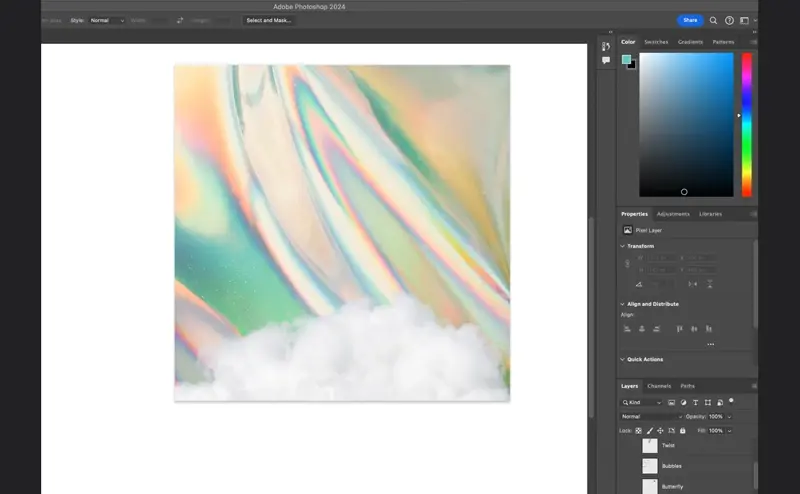 Adobe Photoshop 2024
Style: Normal
Select and Mask...
Share
Color Swatches Gradients Patterns
Properties Adjustments Libraries
Pixel Layer
Transform
Align and Distribute
Align:
Quick Actions
Layers Channels Paths
Kind
Normal Opacity: 100%
Lock: Fill: 100%
Twist
Bubbles
Butterfly